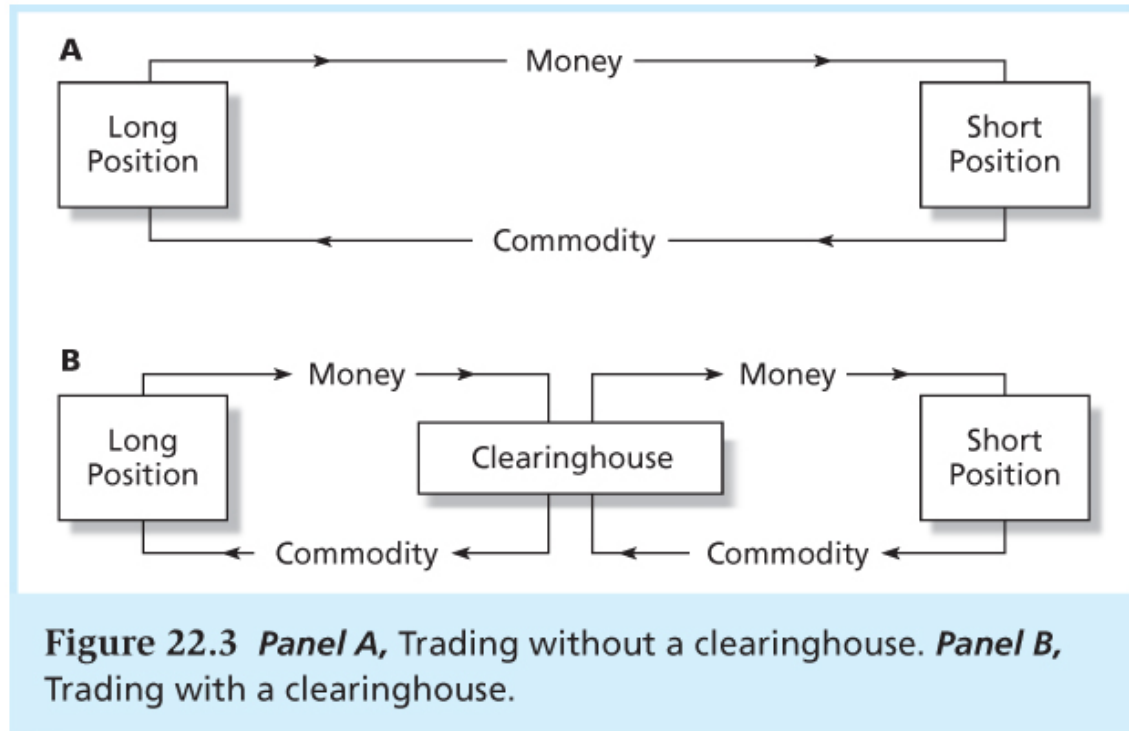 A
Money
Long
Position
Short
Position
Commodity
B
Money
Money
Long
Position
Clearinghouse
Short
Position
Commodity
Commodity
Figure 22.3 Panel A, Trading without a clearinghouse. Panel B,
Trading with a clearinghouse.